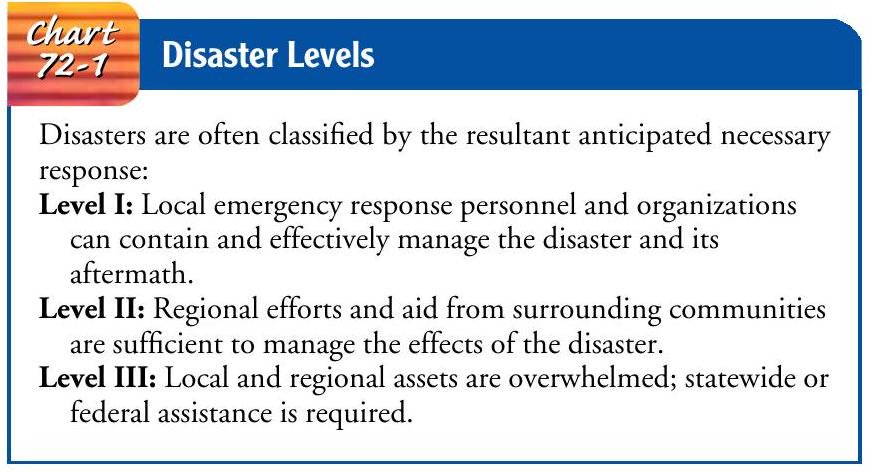 Chart
72-1
Disaster Levels
Disasters are often classified by the resultant anticipated necessary
response:
Level I: Local emergency response personnel and organizations
can contain and effectively manage the disaster and its
aftermath.
Level II: Regional efforts and aid from surrounding communities
are sufficient to manage the effects of the disaster.
Level III: Local and regional assets are overwhelmed; statewide or
federal assistance is required.